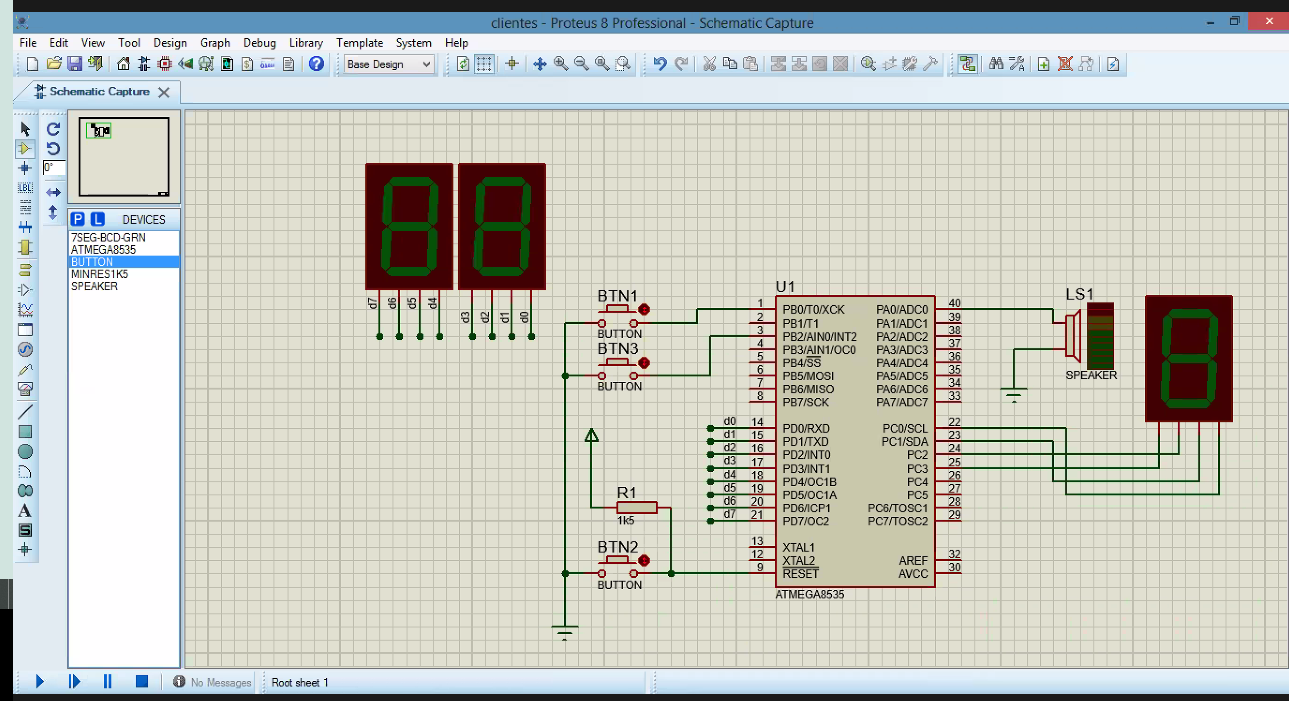 clientes - Proteus 8 Professional - Schematic Capture
File Edit View Tool Design Graph Debug Library Template System Help
Base Design
Schematic Capture
0°
LBL
P L DEVICES
7SEG-BCD-GRN
ATMEGA8535
BUTTON
MINRES1K5
SPEAKER
A
S
d7 d6 d5 d4 d3 d2 d1 d0
BTN1
BUTTON
BTN3
BUTTON
R1
1k5
BTN2
BUTTON
U1
1 PB0/T0/XCK PA0/ADC0 40
2 PB1/T1 PA1/ADC1 39
3 PB2/AIN0/INT2 PA2/ADC2 38
4 PB3/AIN1/OC0 PA3/ADC3 37
5 PB4/SS PA4/ADC4 36
6 PB5/MOSI PA5/ADC5 35
7 PB6/MISO PA6/ADC6 34
8 PB7/SCK PA7/ADC7 33
d0 14 PD0/RXD PC0/SCL 22
d1 15 PD1/TXD PC1/SDA 23
d2 16 PD2/INT0 PC2 24
d3 17 PD3/INT1 PC3 25
d4 18 PD4/OC1B PC4 26
d5 19 PD5/OC1A PC5 27
d6 20 PD6/ICP1 PC6/TOSC1 28
d7 21 PD7/OC2 PC7/TOSC2 29
13 XTAL1
12 XTAL2 AREF 32
9 RESET AVCC 30
ATMEGA8535
LS1
SPEAKER
No Messages Root sheet 1